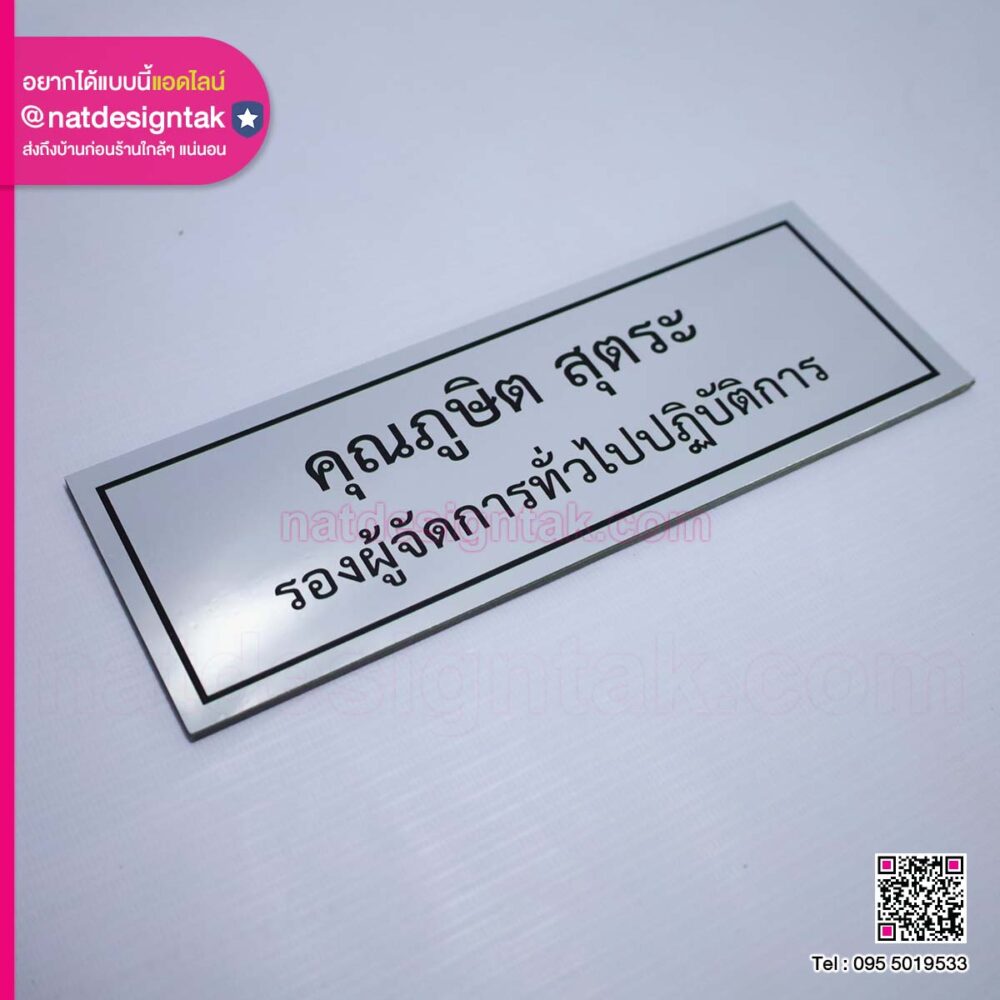 อยากได้แบบนี้แอดไลน์
@natdesigntak
ส่งถึงบ้านก่อนร้านใกล้ๆ แน่นอน
คุณภูษิต สุตระ
รองผู้จัดการทั่วไปปฏิบัติการ
natdesigntak.com
natdesigntak.com
Tel : 095 5019533